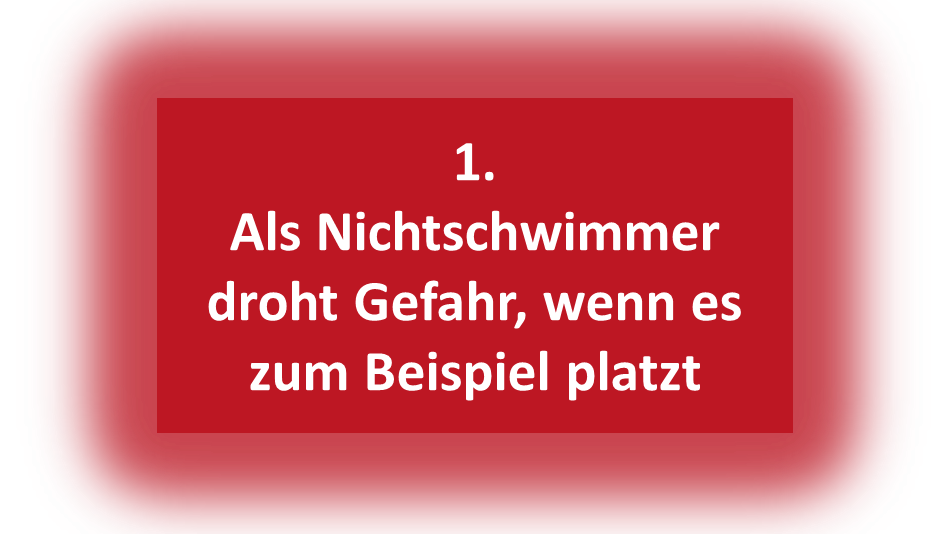 1.
Als Nichtschwimmer
droht Gefahr, wenn es
zum Beispiel platzt